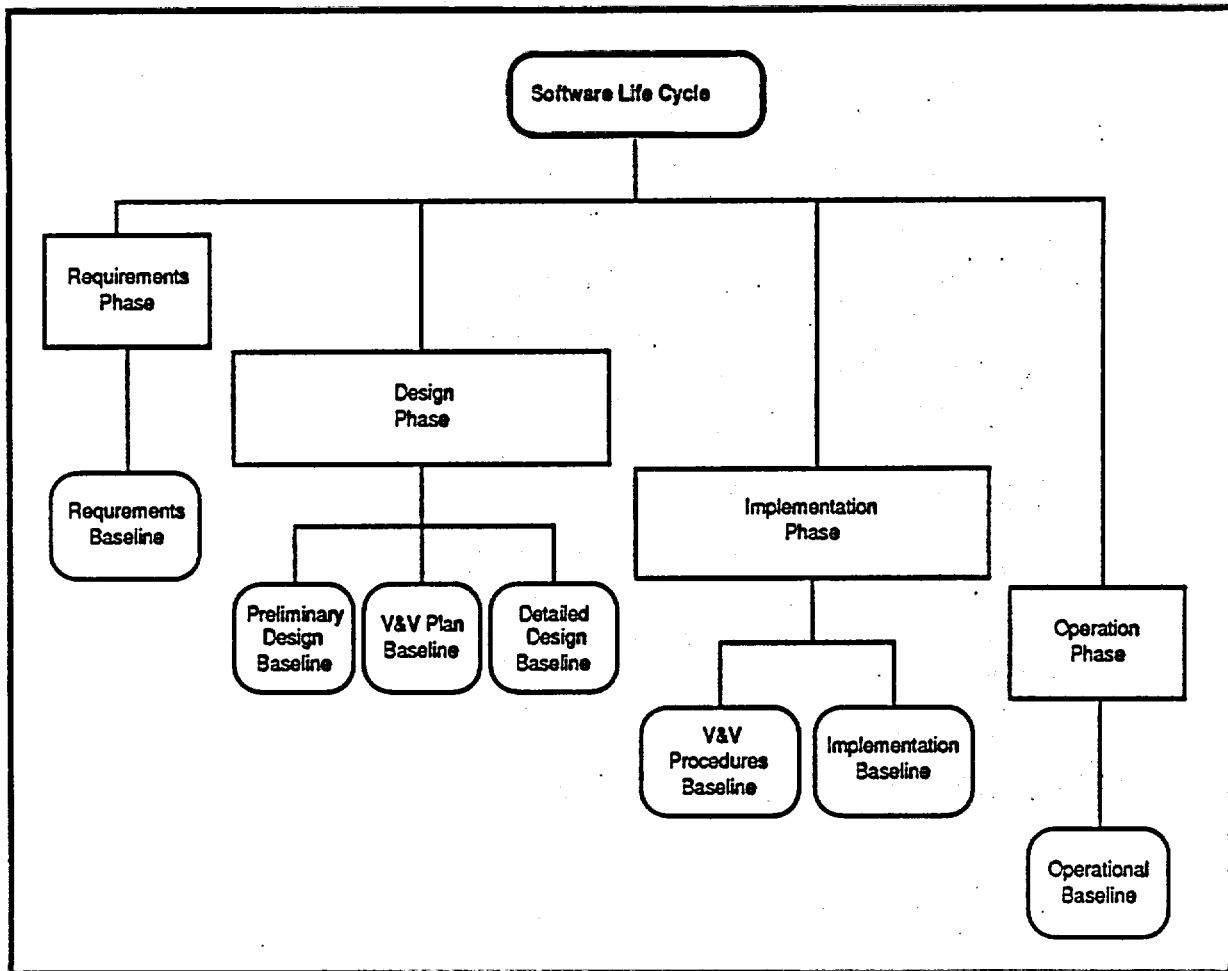 Software Life Cycle
Requirements
Phase
Design
Phase
Requrements
Baseline
Implementation
Phase
Preliminary
Design
Baseline
V&V Plan
Baseline
Detailed
Design
Baseline
Operation
Phase
V&V
Procedures
Baseline
Implementation
Baseline
Operational
Baseline